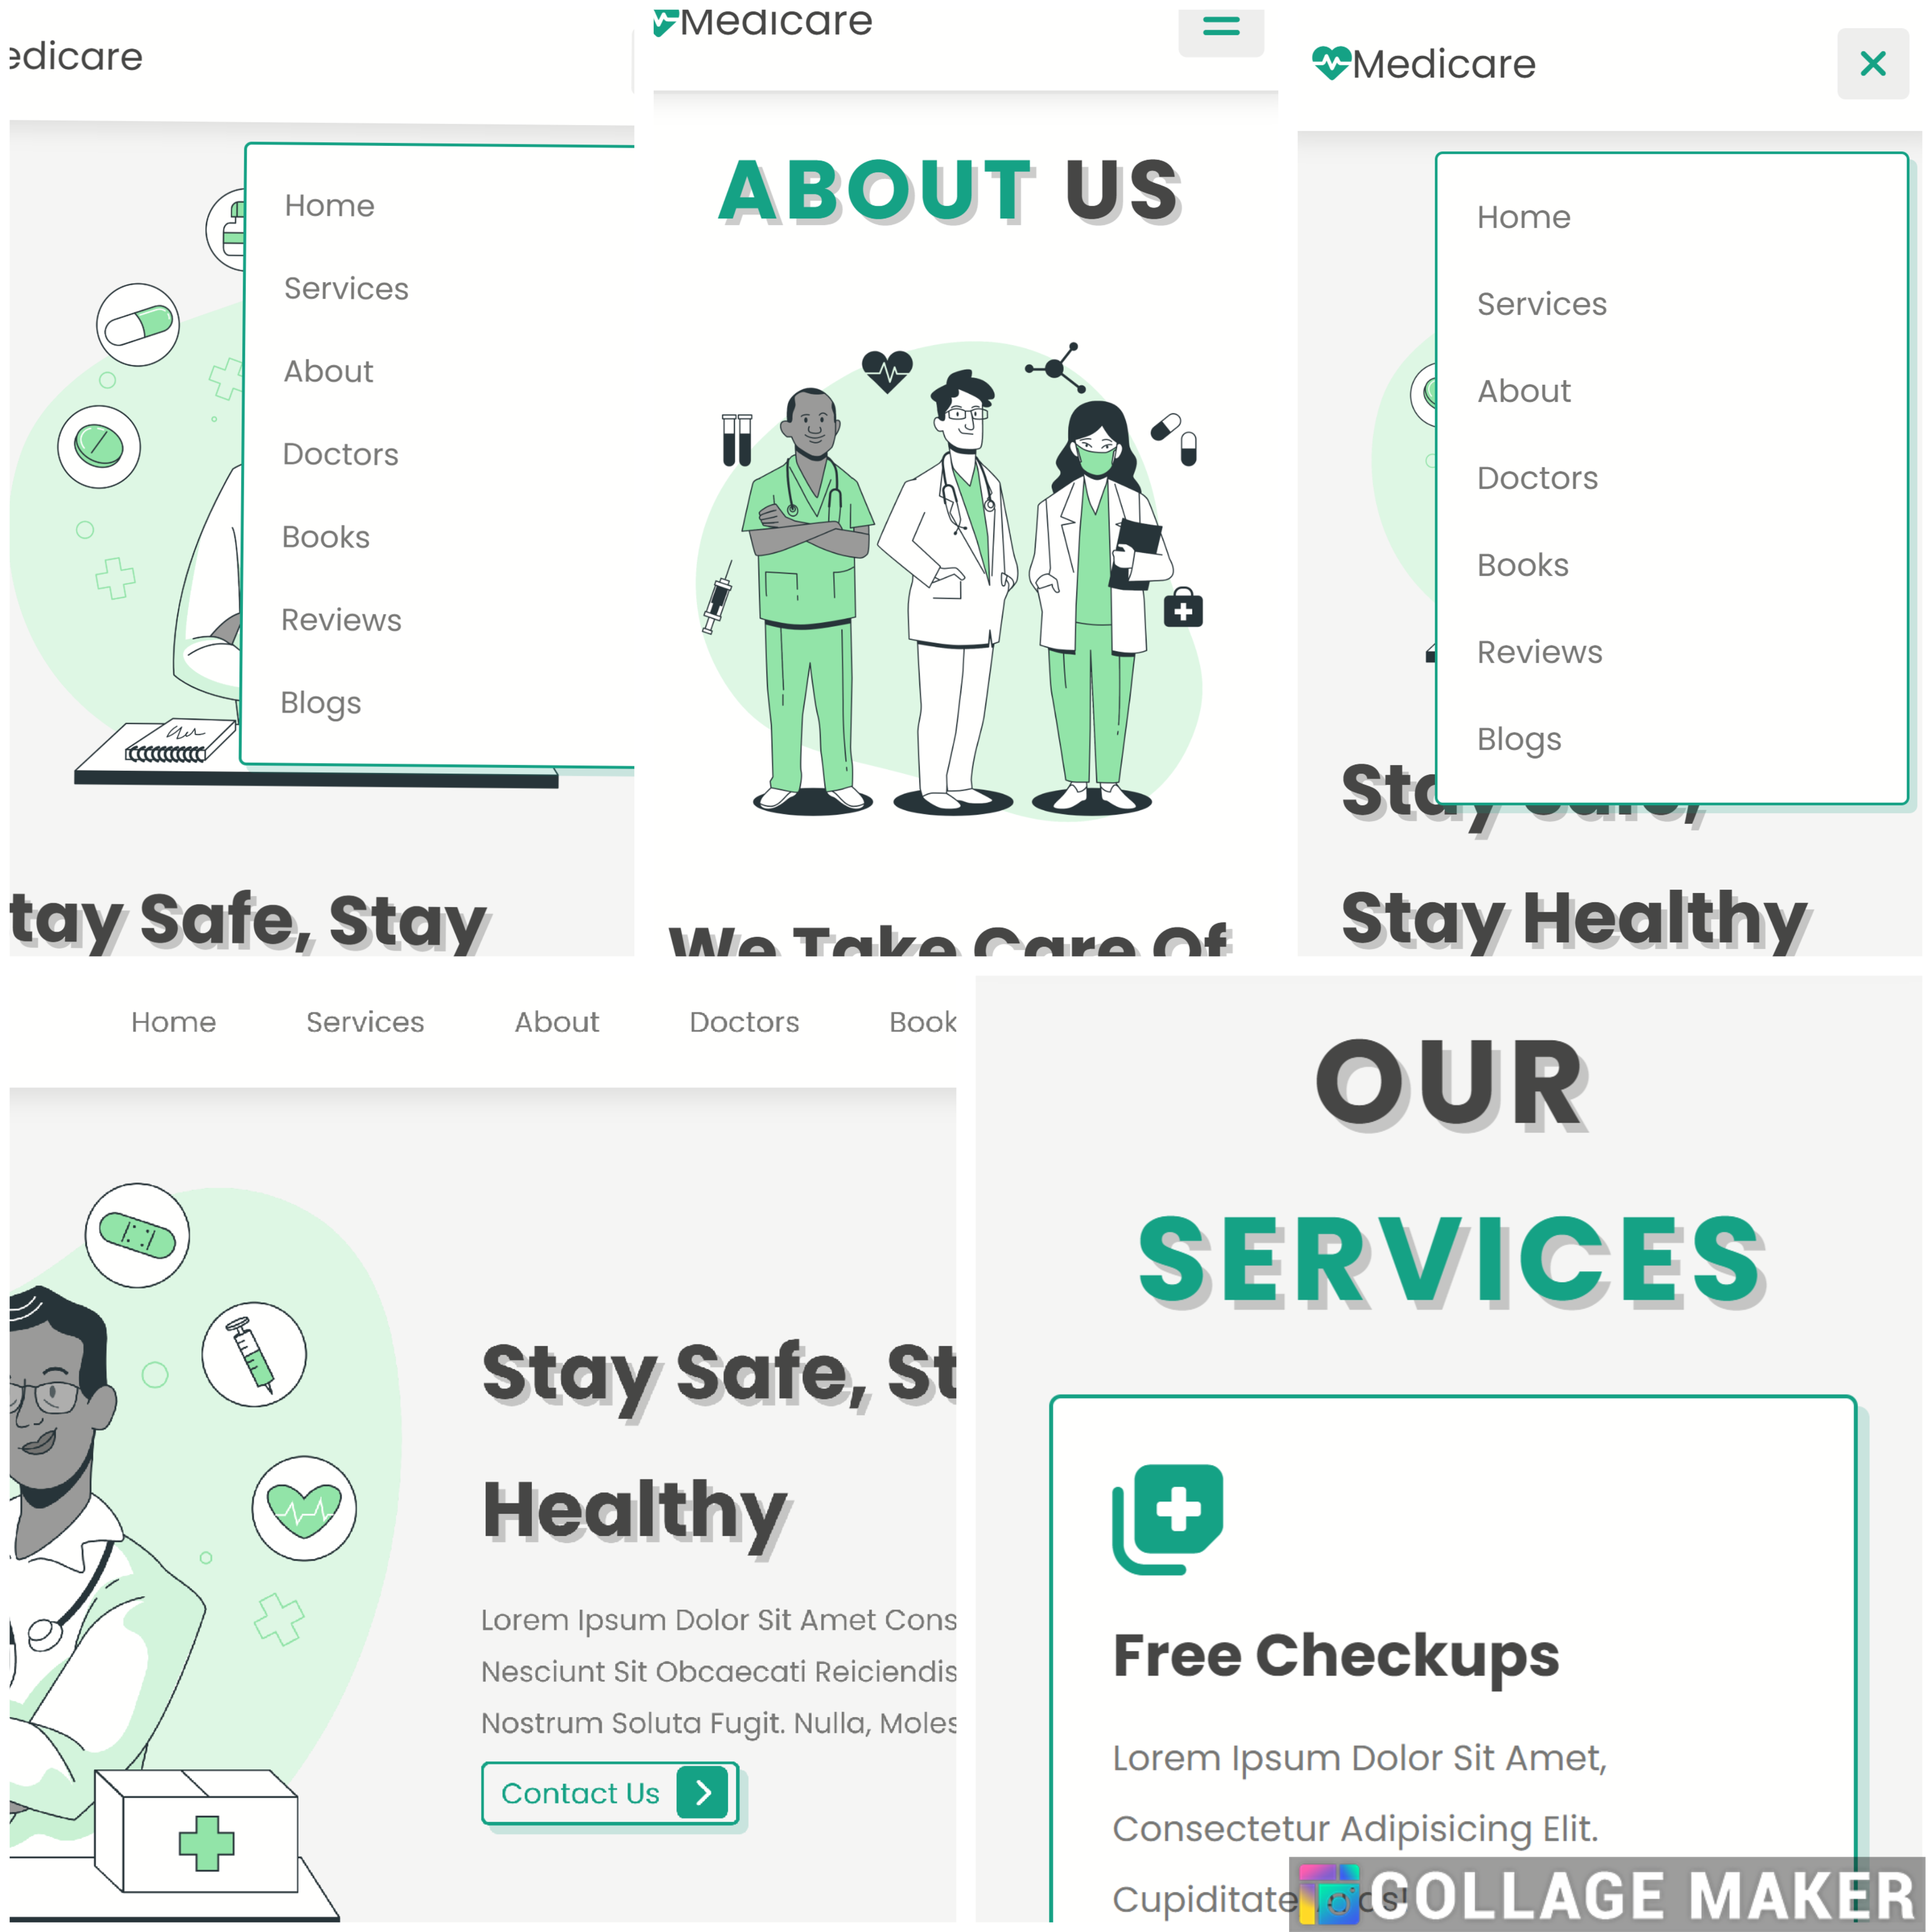 edicare
Home
Services
About
Doctors
Books
Reviews
Blogs
tay Safe, Stay
Medicare
ABOUT US
We Take Care Of
Medicare
Home
Services
About
Doctors
Books
Reviews
Blogs
Stay Safe,
Stay Healthy
Home Services About Doctors Book
Stay Safe, St
Healthy
Lorem Ipsum Dolor Sit Amet Cons
Nesciunt Sit Obcaecati Reiciendis
Nostrum Soluta Fugit. Nulla, Moles
Contact Us
OUR
SERVICES
Free Checkups
Lorem Ipsum Dolor Sit Amet,
Consectetur Adipisicing Elit.
Cupiditate
COLLAGE MAKER